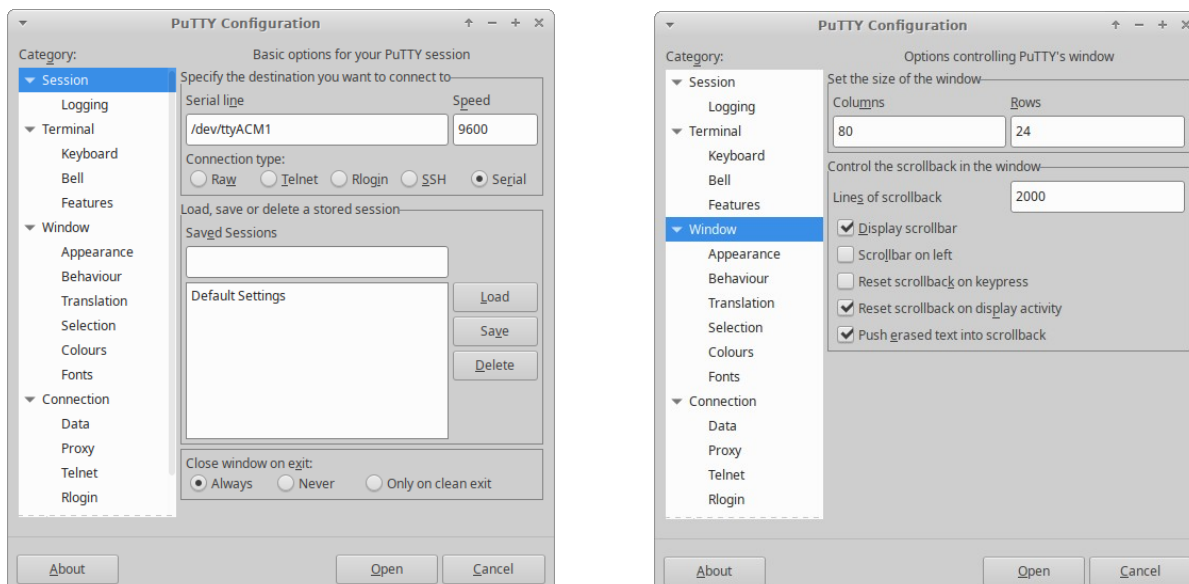 PuTTY Configuration
Category:
Session
Logging
Terminal
Keyboard
Bell
Features
Window
Appearance
Behaviour
Translation
Selection
Colours
Fonts
Connection
Data
Proxy
Telnet
Rlogin
Basic options for your PuTTY session
Specify the destination you want to connect to
Serial line Speed
/dev/ttyACM1 9600
Connection type:
Raw Telnet Rlogin SSH Serial
Load, save or delete a stored session
Saved Sessions
Default Settings
Load
Save
Delete
Close window on exit:
Always Never Only on clean exit
About Open Cancel
PuTTY Configuration
Category:
Session
Logging
Terminal
Keyboard
Bell
Features
Window
Appearance
Behaviour
Translation
Selection
Colours
Fonts
Connection
Data
Proxy
Telnet
Rlogin
Options controlling PuTTY's window
Set the size of the window
Columns Rows
80 24
Control the scrollback in the window
Lines of scrollback 2000
Display scrollbar
Scrollbar on left
Reset scrollback on keypress
Reset scrollback on display activity
Push erased text into scrollback
About Open Cancel